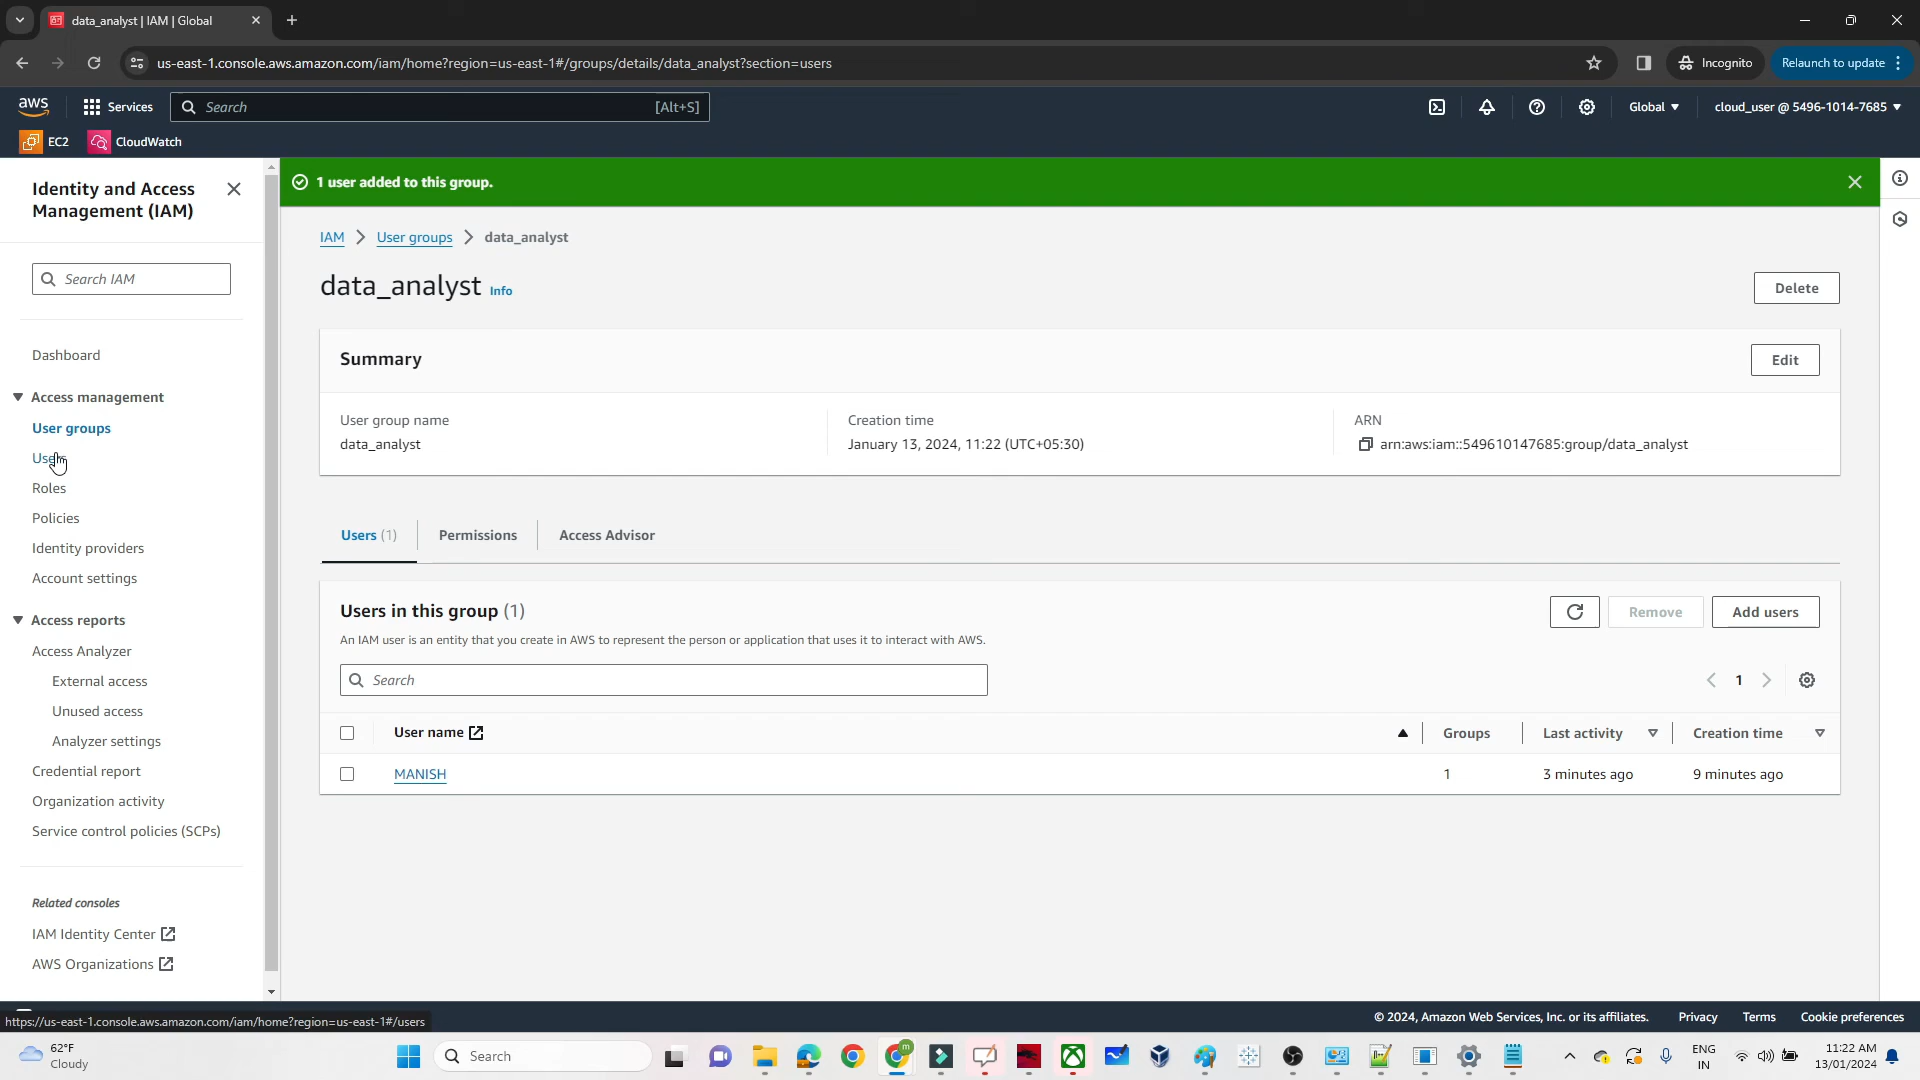 data_analyst | IAM | Global
us-east-1.console.aws.amazon.com/iam/home?region=us-east-1#/groups/details/data_analyst?section=users
Incognito
Relaunch to update
aws
Services
Search
[Alt+S]
Global
cloud_user @ 5496-1014-7685
EC2
CloudWatch
Identity and Access
Management (IAM)
Search IAM
Dashboard
Access management
User groups
Users
Roles
Policies
Identity providers
Account settings
Access reports
Access Analyzer
External access
Unused access
Analyzer settings
Credential report
Organization activity
Service control policies (SCPs)
Related consoles
IAM Identity Center
AWS Organizations
1 user added to this group.
IAM > User groups > data_analyst
data_analyst Info
Delete
Summary
Edit
User group name
data_analyst
Creation time
January 13, 2024, 11:22 (UTC+05:30)
ARN
arn:aws:iam::549610147685:group/data_analyst
Users (1)
Permissions
Access Advisor
Users in this group (1)
An IAM user is an entity that you create in AWS to represent the person or application that uses it to interact with AWS.
Remove
Add users
Search
1
User name
Groups
Last activity
Creation time
MANISH
1
3 minutes ago
9 minutes ago
https://us-east-1.console.aws.amazon.com/iam/home?region=us-east-1#/users
© 2024, Amazon Web Services, Inc. or its affiliates.
Privacy
Terms
Cookie preferences
62°F
Cloudy
Search
m
ENG
IN
11:22 AM
13/01/2024